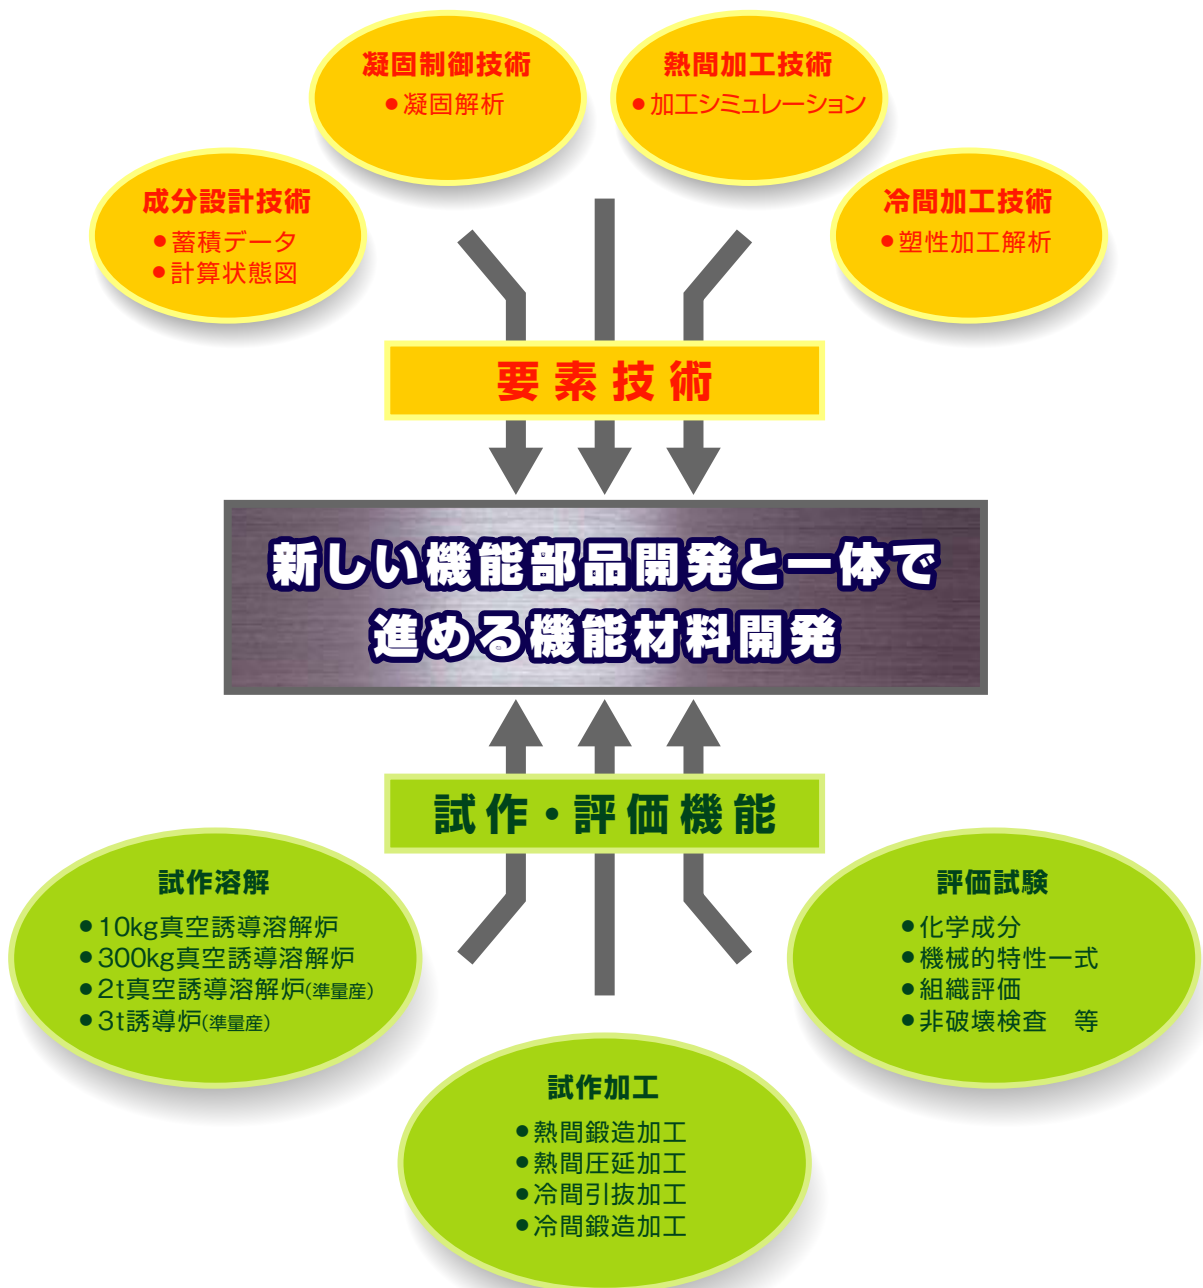 凝固制御技術
●凝固解析
熱間加工技術
●加工シミュレーション
成分設計技術
●蓄積データ
●計算状態図
冷間加工技術
●塑性加工解析
要素技術
新しい機能部品開発と一体で
進める機能材料開発
試作・評価機能
試作溶解
●10kg真空誘導溶解炉
●300kg真空誘導溶解炉
●2t真空誘導溶解炉(準量産)
●3t誘導炉(準量産)
評価試験
●化学成分
●機械的特性一式
●組織評価
●非破壊検査　等
試作加工
●熱間鍛造加工
●熱間圧延加工
●冷間引抜加工
●冷間鍛造加工